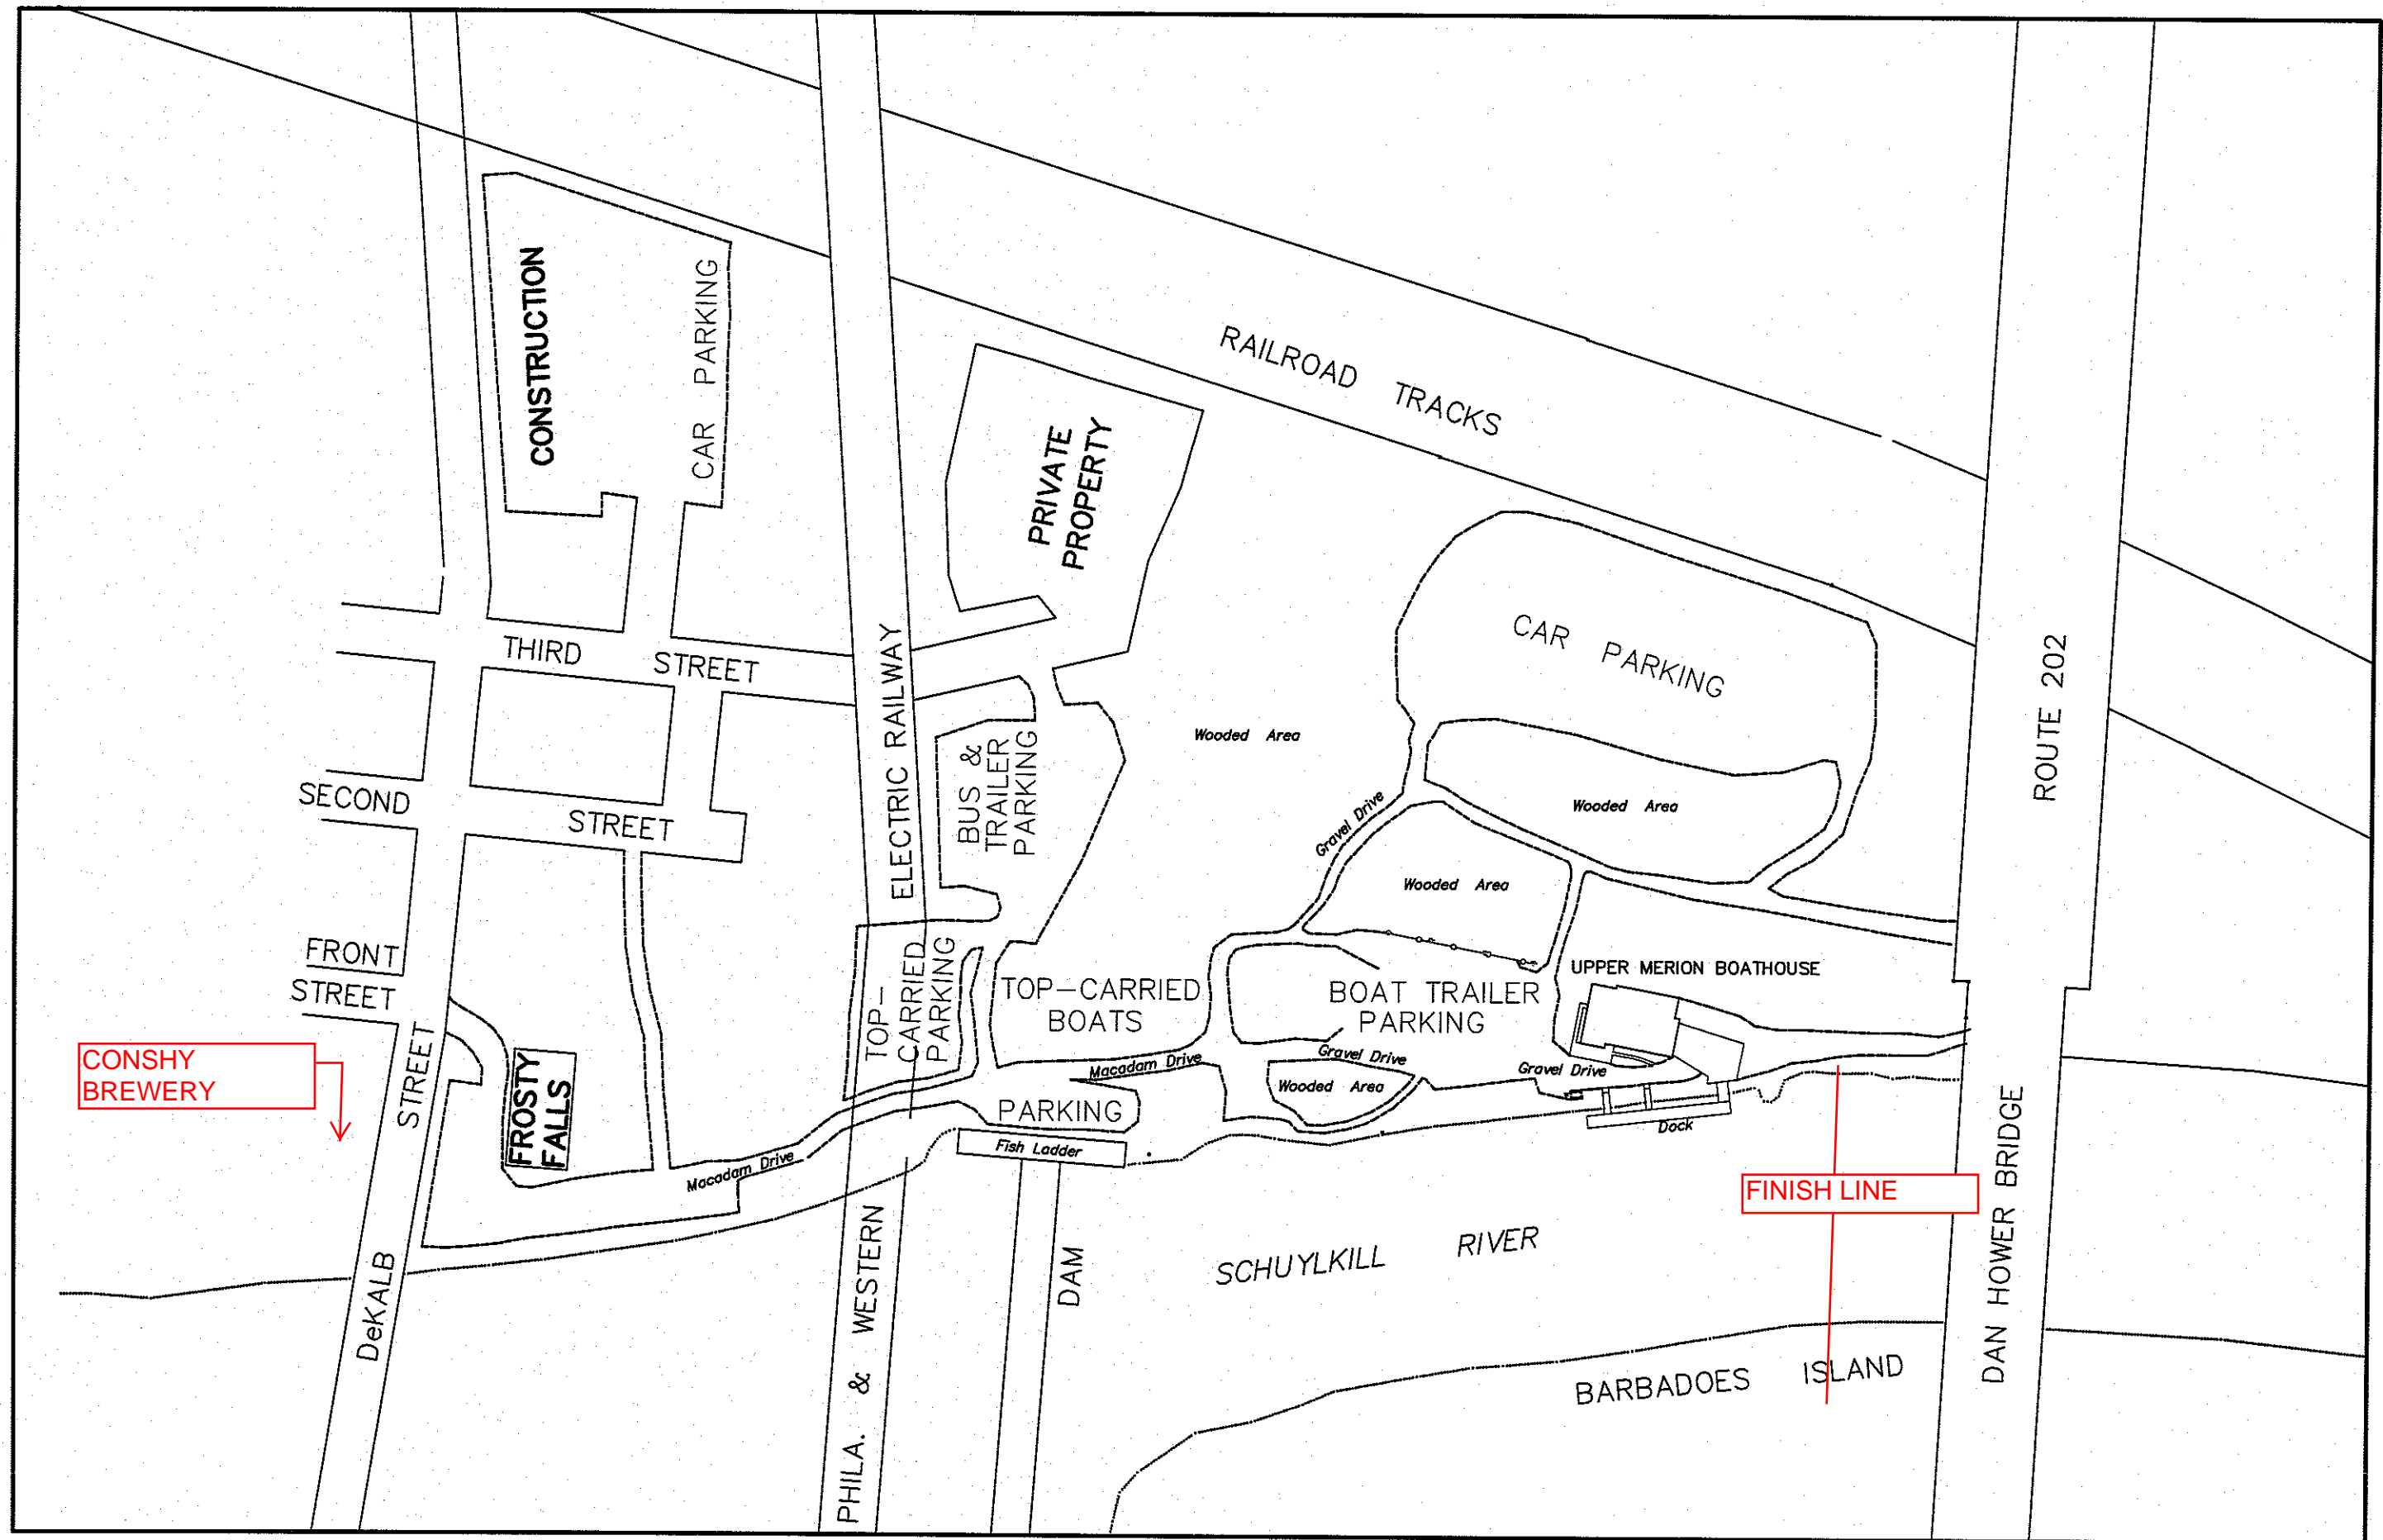 CONSTRUCTION
CAR PARKING
RAILROAD TRACKS
PRIVATE
PROPERTY
CAR PARKING
THIRD STREET
ELECTRIC RAILWAY
ROUTE 202
Wooded Area
BUS &
TRAILER
PARKING
SECOND
STREET
Gravel Drive
Wooded Area
Wooded Area
FRONT
STREET
TOP-
CARRIED
PARKING
TOP-CARRIED
BOATS
BOAT TRAILER
PARKING
UPPER MERION BOATHOUSE
CONSHY
BREWERY
STREET
FROSTY
FALLS
Macadam Drive
Gravel Drive
Gravel Drive
Wooded Area
PARKING
Dock
Fish Ladder
Macadam Drive
FINISH LINE
DeKALB
PHILA. & WESTERN
DAM
SCHUYLKILL RIVER
DAN HOWER BRIDGE
BARBADOES ISLAND